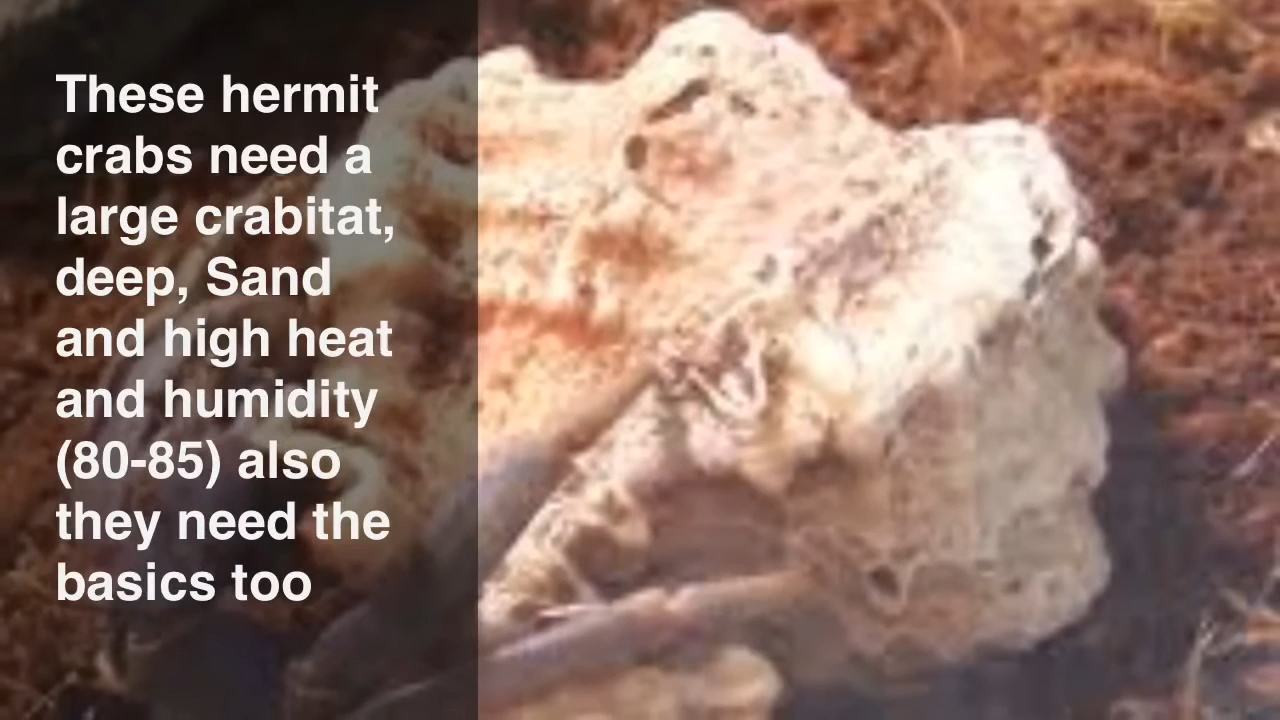 These hermit
crabs need a
large crabitat,
deep, Sand
and high heat
and humidity
(80-85) also
they need the
basics too